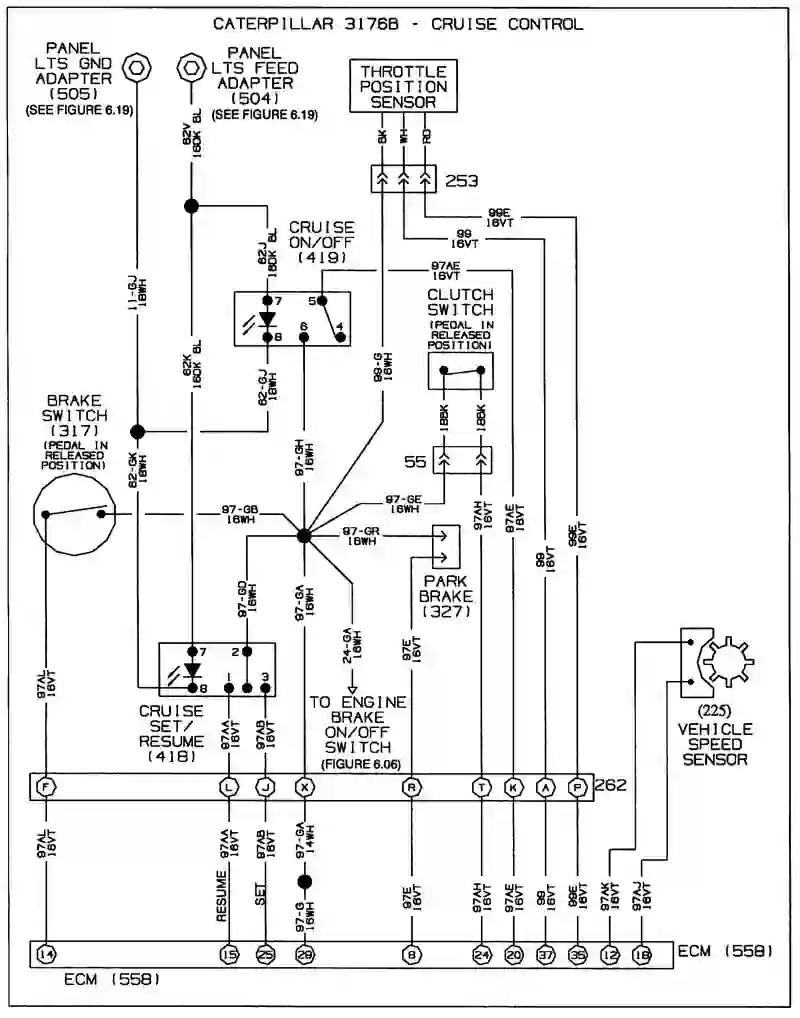 CATERPILLAR 3176B - CRUISE CONTROL
PANEL
LTS GND
ADAPTER
(505)
(SEE FIGURE 6.19)
PANEL
LTS FEED
ADAPTER
(504)
(SEE FIGURE 6.19)
THROTTLE
POSITION
SENSOR
62V
16DK BL
BK
WH
RD
253
99E
16VT
99
16VT
CRUISE
ON/OFF
(419)
62J
16DK BL
97AE
16VT
11-GJ
18WH
7
5
8
6
4
CLUTCH
SWITCH
(PEDAL IN
RELEASED
POSITION)
62K
16DK BL
62-GJ
18WH
99-G
16WH
18BK
18BK
BRAKE
SWITCH
(317)
(PEDAL IN
RELEASED
POSITION)
62-GK
18WH
97-GH
16WH
55
97-GB
16WH
97-GE
16WH
97AH
16VT
97AE
16VT
99
16VT
99E
16VT
97-GR
16WH
PARK
BRAKE
(327)
97-GD
16WH
97-GA
16WH
24-GA
16WH
97E
16VT
97AL
16VT
7
2
8
1
3
CRUISE
SET/
RESUME
(418)
97AA
16VT
97AB
16VT
TO ENGINE
BRAKE
ON/OFF
SWITCH
(FIGURE 6.06)
(225)
VEHICLE
SPEED
SENSOR
F
L
J
X
R
T
K
A
P
262
97AL
16VT
97AA
16VT
97AB
16VT
97-GA
14WH
RESUME
SET
97-G
16WH
97E
16VT
97AH
16VT
97AE
16VT
99
16VT
99E
16VT
97AK
16VT
97AJ
16VT
14
15
25
29
8
24
20
37
35
12
18
ECM (558)
ECM (558)